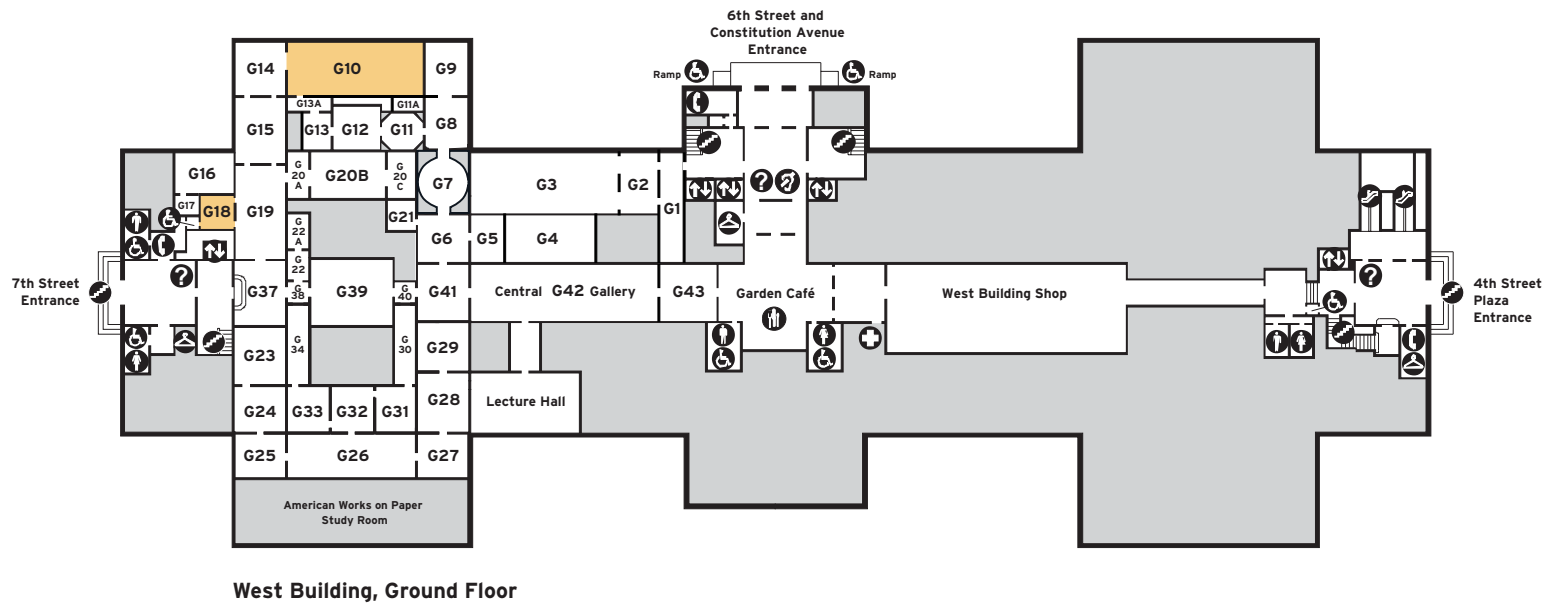 6th Street and
Constitution Avenue
Entrance
Ramp
Ramp
G14
G10
G9
G13A
G11A
G15
G13
G12
G11
G8
G16
G
20
A
G20B
G
20
C
G7
G3
G2
G17
G18
G19
G21
G1
?
G
22
A
G6
G5
G4
G
22
7th Street
Entrance
?
G37
G
38
G39
G
40
G41
Central G42 Gallery
G43
Garden Café
West Building Shop
?
4th Street
Plaza
Entrance
G23
G
34
G
30
G29
G24
G33
G32
G31
G28
Lecture Hall
G25
G26
G27
American Works on Paper
Study Room
West Building, Ground Floor